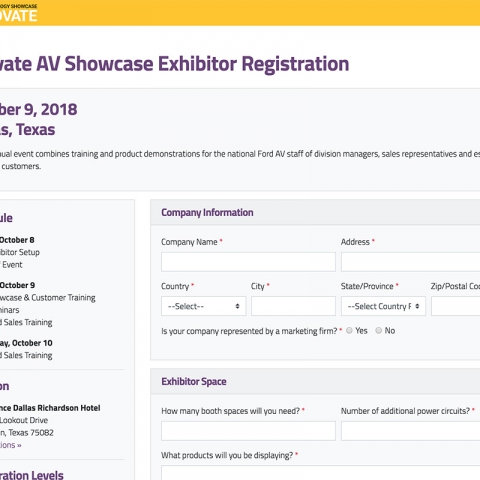 OGY SHOWCASE
OVATE
vate AV Showcase Exhibitor Registration
ber 9, 2018
s, Texas
ual event combines training and product demonstrations for the national Ford AV staff of division managers, sales representatives and es
customers.
ule
October 8
ibitor Setup
Event
October 9
wcase & Customer Training
minars
d Sales Training
ay, October 10
d Sales Training
on
nce Dallas Richardson Hotel
Lookout Drive
n, Texas 75082
tions »
ration Levels
Company Information
Company Name * Address *
Country * City * State/Province * Zip/Postal Coo
--Select-- --Select Country F
Is your company represented by a marketing firm? * Yes No
Exhibitor Space
How many booth spaces will you need? * Number of additional power circuits? *
What products will you be displaying? *